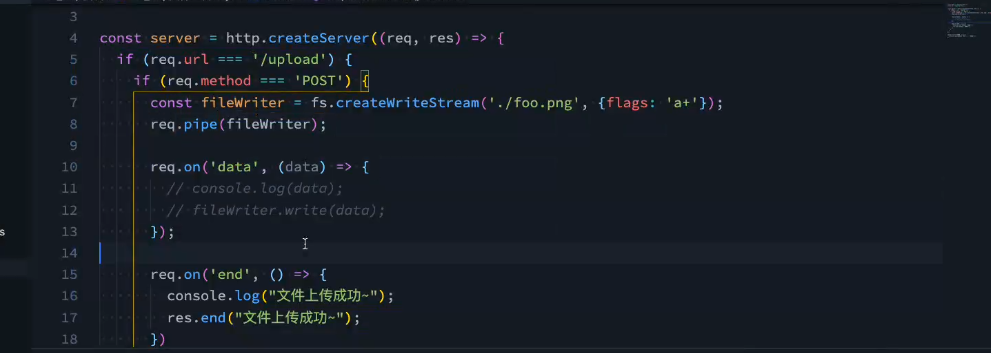 3
4 const server = http.createServer((req, res) => {
5 if (req.url === '/upload') {
6 if (req.method === 'POST') {
7 const fileWriter = fs.createWriteStream('./foo.png', {flags: 'a+'});
8 req.pipe(fileWriter);
9
10 req.on('data', (data) => {
11 // console.log(data);
12 // fileWriter.write(data);
13 });
14
15 req.on('end', () => {
16 console.log("文件上传成功~");
17 res.end("文件上传成功~");
18 })
s